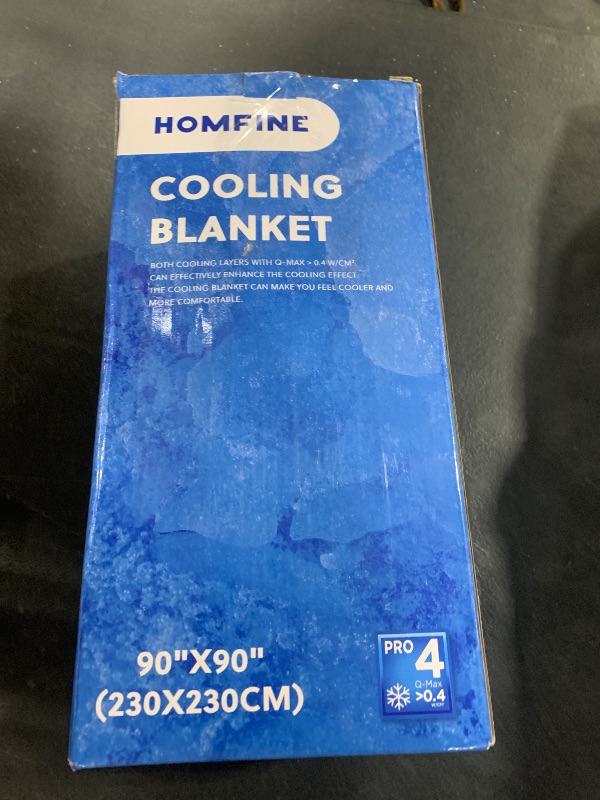 HOMFINE
COOLING
BLANKET
BOTH COOLING LAYERS WITH Q-MAX > 0.4 W/CM²
CAN EFFECTIVELY ENHANCE THE COOLING EFFECT.
THE COOLING BLANKET CAN MAKE YOU FEEL COOLER AND
MORE COMFORTABLE.
90"X90"
(230X230CM)
PRO 4
Q-Max
>0.4
W/CM²